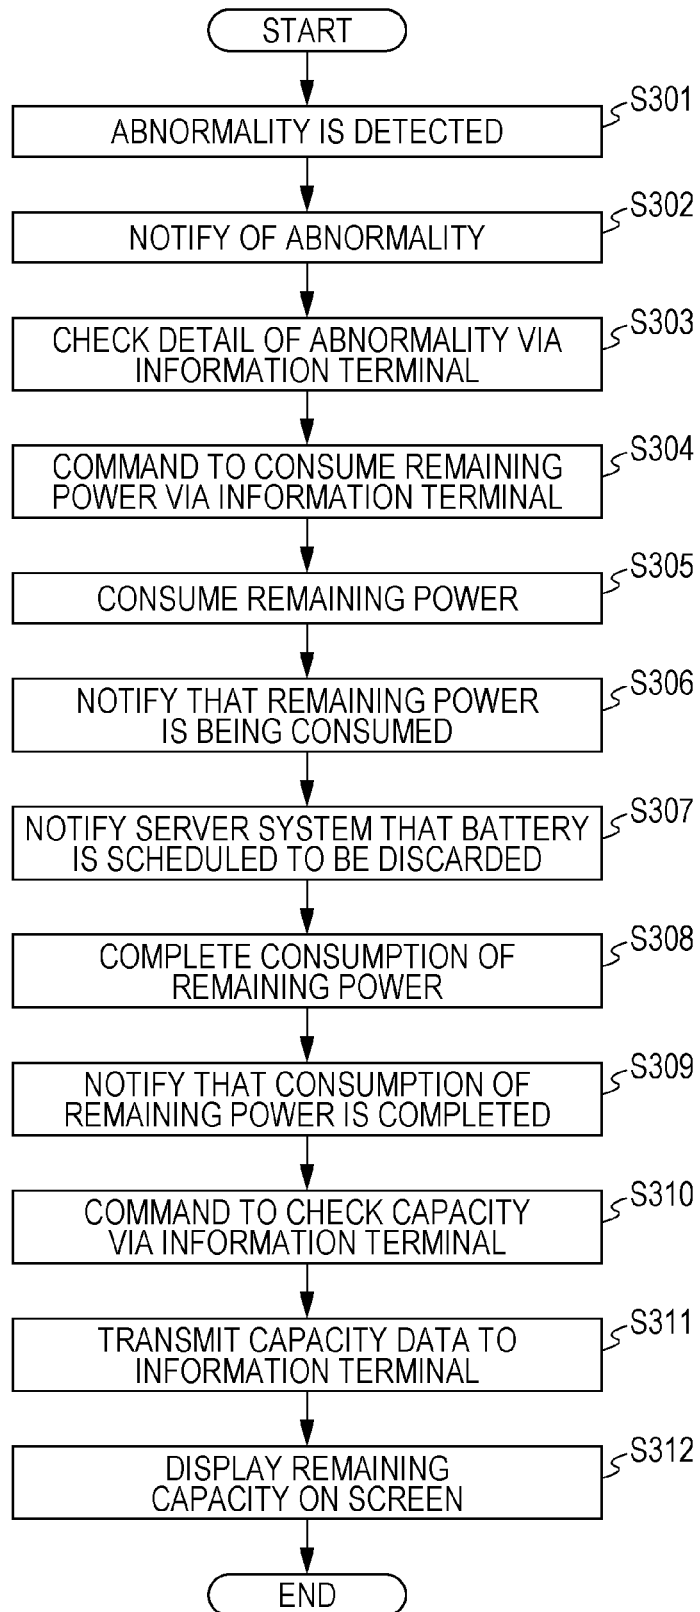 START
S301
ABNORMALITY IS DETECTED
S302
NOTIFY OF ABNORMALITY
S303
CHECK DETAIL OF ABNORMALITY VIA
INFORMATION TERMINAL
S304
COMMAND TO CONSUME REMAINING
POWER VIA INFORMATION TERMINAL
S305
CONSUME REMAINING POWER
S306
NOTIFY THAT REMAINING POWER
IS BEING CONSUMED
S307
NOTIFY SERVER SYSTEM THAT BATTERY
IS SCHEDULED TO BE DISCARDED
S308
COMPLETE CONSUMPTION OF
REMAINING POWER
S309
NOTIFY THAT CONSUMPTION OF
REMAINING POWER IS COMPLETED
S310
COMMAND TO CHECK CAPACITY
VIA INFORMATION TERMINAL
S311
TRANSMIT CAPACITY DATA TO
INFORMATION TERMINAL
S312
DISPLAY REMAINING
CAPACITY ON SCREEN
END